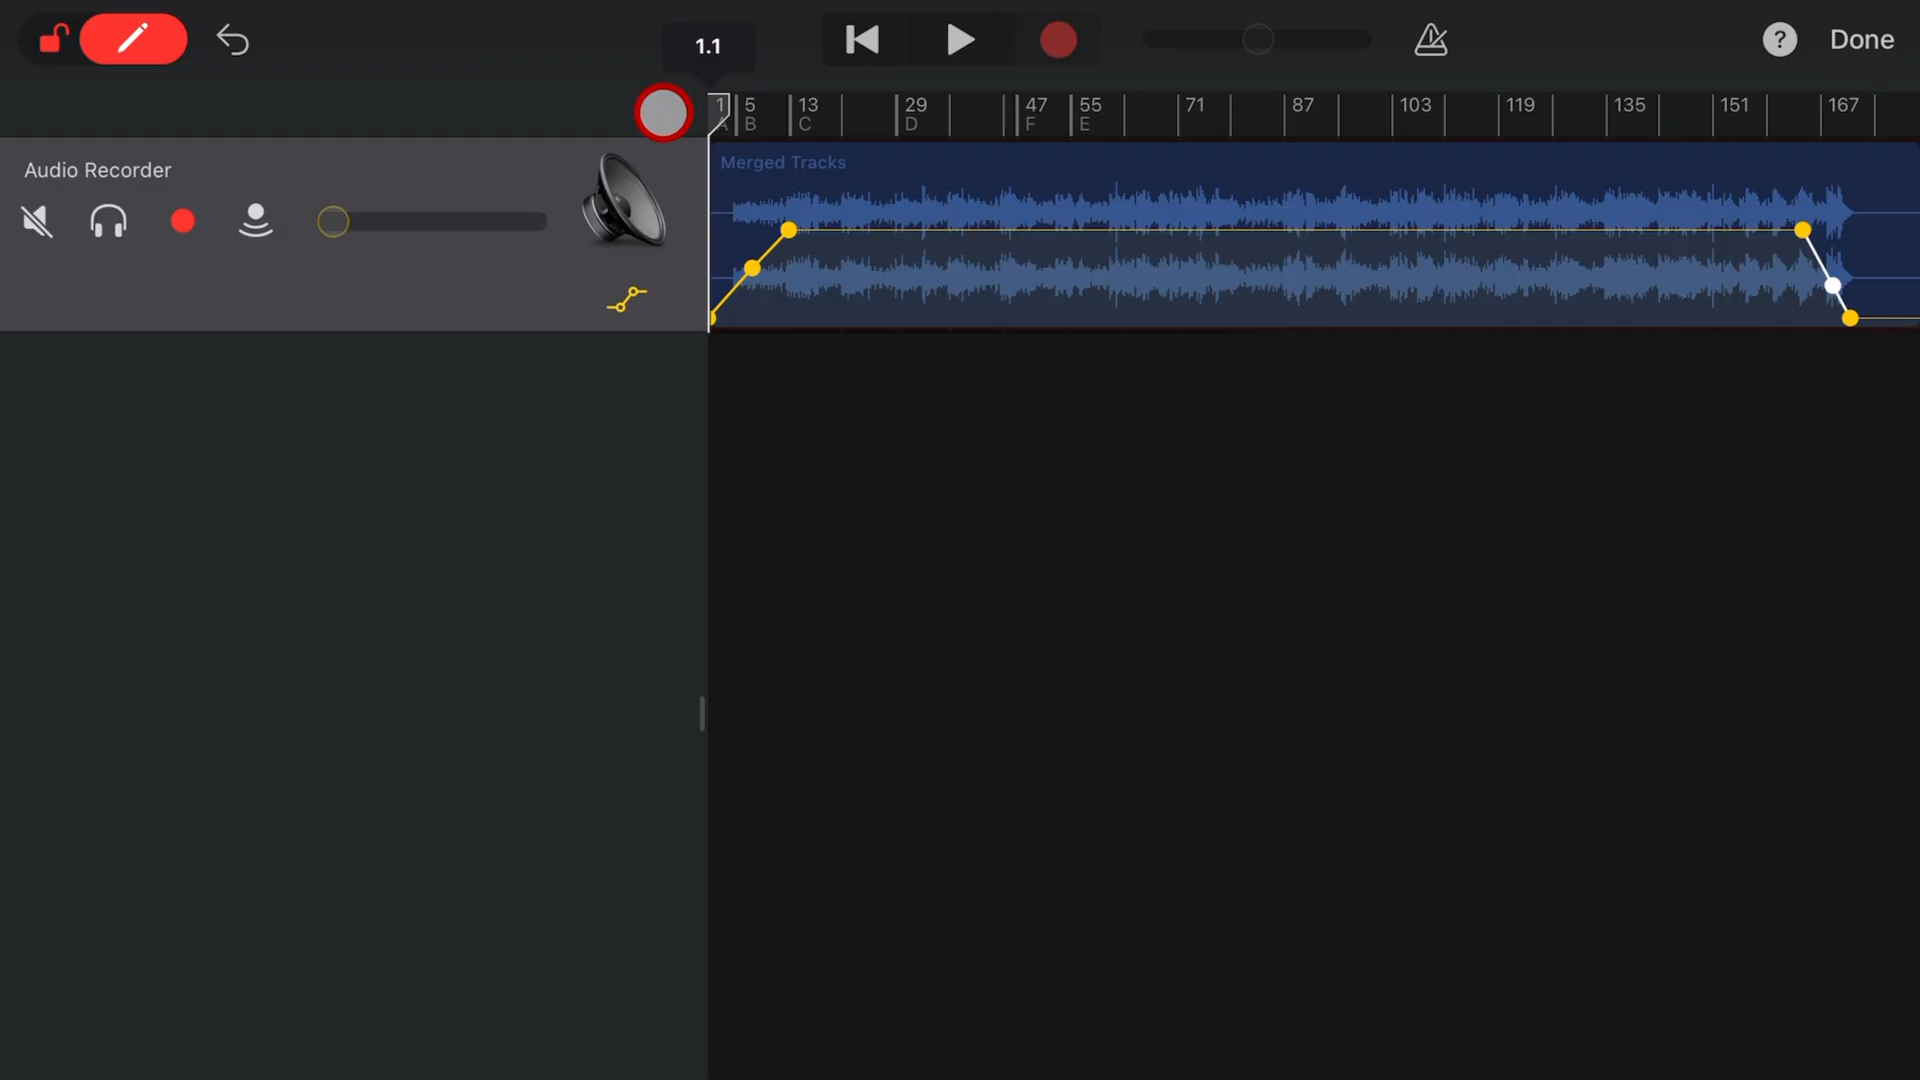 1.1
?
Done
1 5 13 29 47 55 71 87 103 119 135 151 167
A B C D F E
Audio Recorder
Merged Tracks